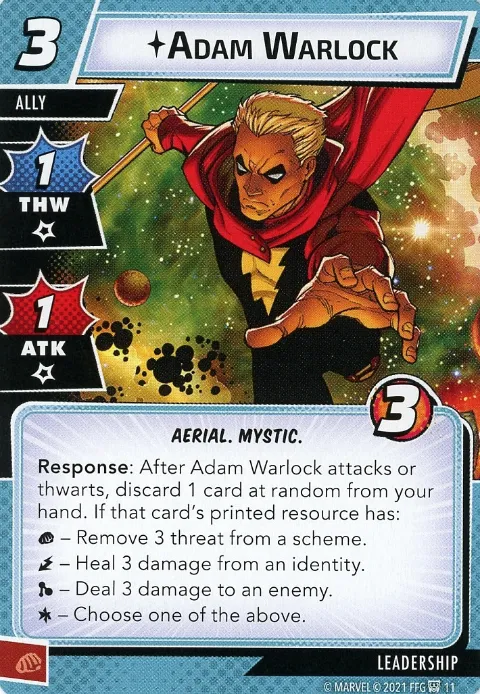 3
Adam Warlock
ALLY
1
THW
1
ATK
3
AERIAL. MYSTIC.
Response: After Adam Warlock attacks or
thwarts, discard 1 card at random from your
hand. If that card's printed resource has:
– Remove 3 threat from a scheme.
– Heal 3 damage from an identity.
– Deal 3 damage to an enemy.
– Choose one of the above.
LEADERSHIP
© MARVEL © 2021 FFG 11